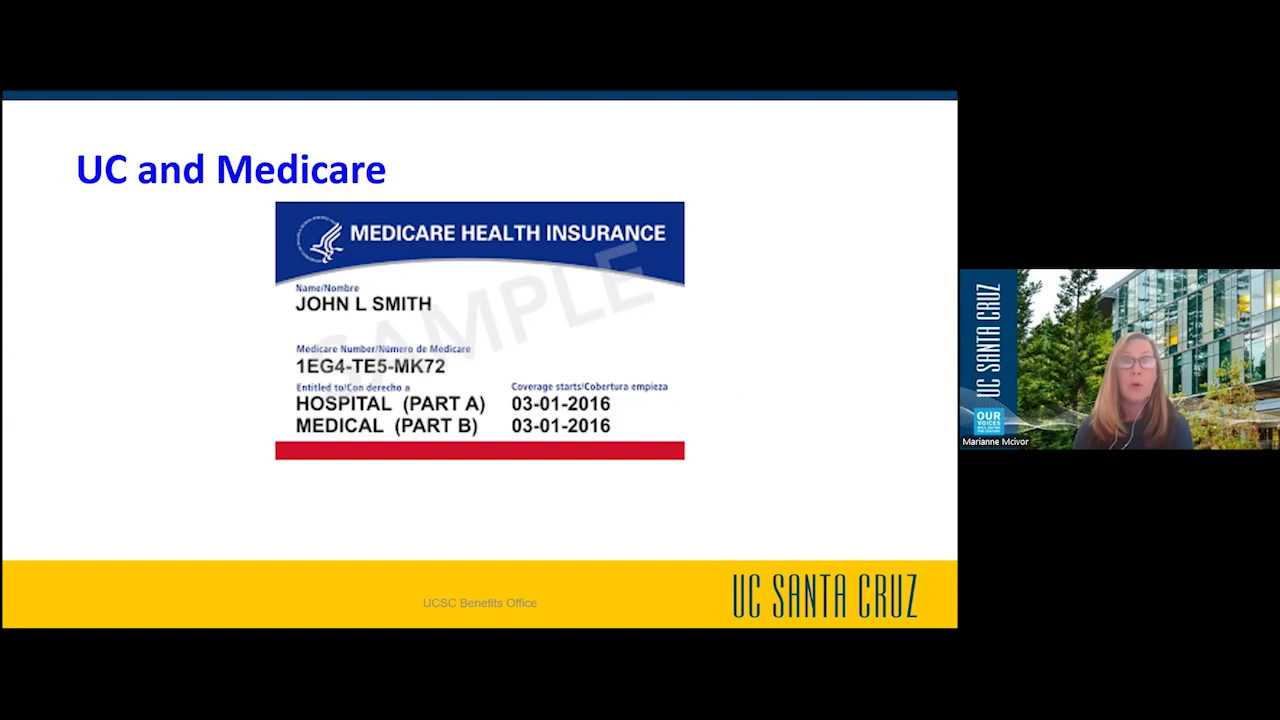 UC and Medicare
MEDICARE HEALTH INSURANCE
SAMPLE
Name/Nombre
JOHN L SMITH
Medicare Number/Número de Medicare
1EG4-TE5-MK72
Entitled to/Con derecho a
Coverage starts/Cobertura empieza
HOSPITAL (PART A)
03-01-2016
MEDICAL (PART B)
03-01-2016
UCSC Benefits Office
UC SANTA CRUZ
UC SANTA CRUZ
OUR
VOICES
Marianne Mcivor